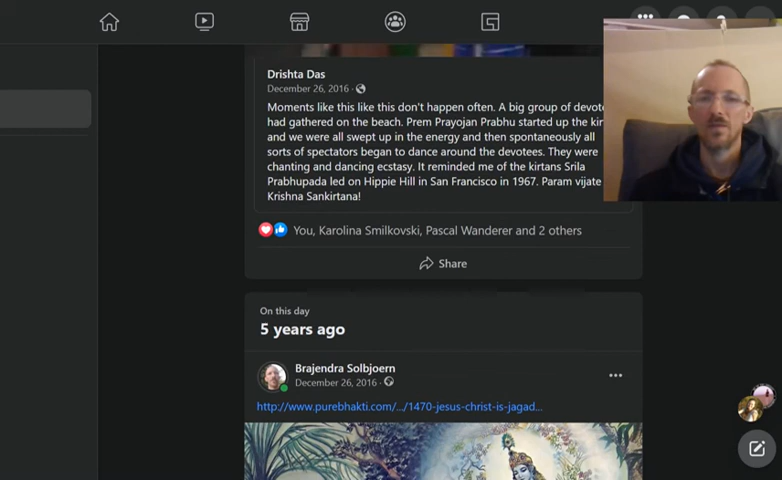 Drishta Das
December 26, 2016 ·
Moments like this like this don't happen often. A big group of
had gathered on the beach. Prem Prayojan Prabhu started up the
and we were all swept up in the energy and then spontaneously all
sorts of spectators began to dance around the devotees. They were
chanting and dancing ecstasy. It reminded me of the kirtans Srila
Prabhupada led on Hippie Hill in San Francisco in 1967. Param vijate
Krishna Sankirtana!
You, Karolina Smilkovski, Pascal Wanderer and 2 others
Share
On this day
5 years ago
Brajendra Solbjoern
December 26, 2016 ·
http://www.purebhakti.com/.../1470-jesus-christ-is-jagad...